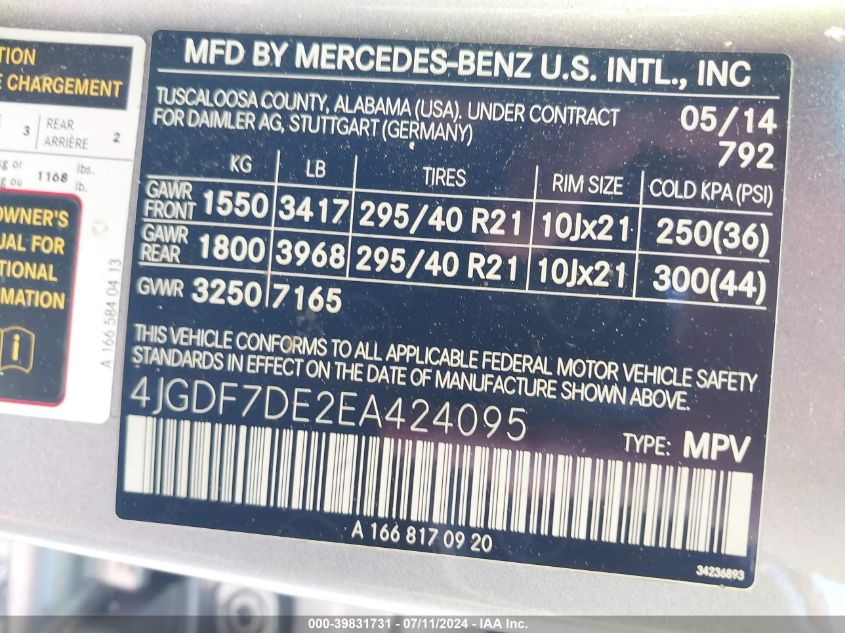 TION
E CHARGEMENT
3 REAR ARRIÈRE 2
kg or
kg ou 1168 lbs. lb.
OWNER'S
UAL FOR
TIONAL
RMATION
A 166 584 04 13
MFD BY MERCEDES-BENZ U.S. INTL., INC
TUSCALOOSA COUNTY, ALABAMA (USA). UNDER CONTRACT
FOR DAIMLER AG, STUTTGART (GERMANY)
05/14
792
KG LB TIRES RIM SIZE COLD KPA (PSI)
GAWR FRONT 1550 3417 295/40 R21 10Jx21 250(36)
GAWR REAR 1800 3968 295/40 R21 10Jx21 300(44)
GVWR 3250 7165
THIS VEHICLE CONFORMS TO ALL APPLICABLE FEDERAL MOTOR VEHICLE SAFETY
STANDARDS IN EFFECT ON THE DATE OF MANUFACTURE SHOWN ABOVE.
4JGDF7DE2EA424095
TYPE: MPV
A 166 817 09 20
34236893
000-39831731 - 07/11/2024 - IAA Inc.